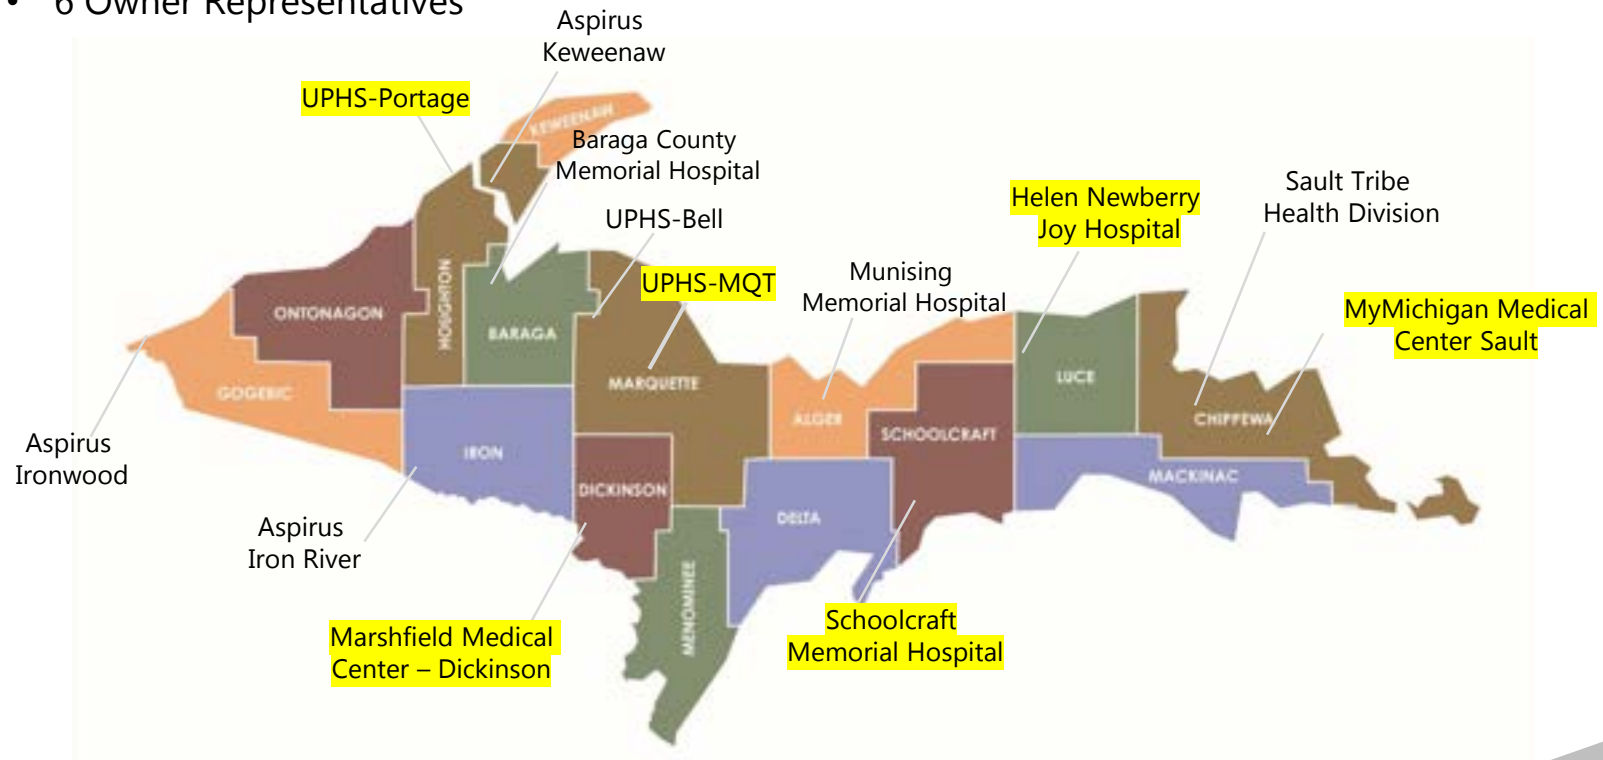 • 6 Owner Representatives
Aspirus
Keweenaw
UPHS-Portage
KEWEENAW
Baraga County
Memorial Hospital
UPHS-Bell
Helen Newberry
Joy Hospital
Sault Tribe
Health Division
UPHS-MQT
Munising
Memorial Hospital
MyMichigan Medical
Center Sault
ONTONAGON
HOUGHTON
BARAGA
GOGEBIC
MARQUETTE
ALGER
LUCE
CHIPPEWA
SCHOOLCRAFT
MACKINAC
Aspirus
Ironwood
IRON
DICKINSON
DELTA
Aspirus
Iron River
MENOMINEE
Marshfield Medical
Center – Dickinson
Schoolcraft
Memorial Hospital